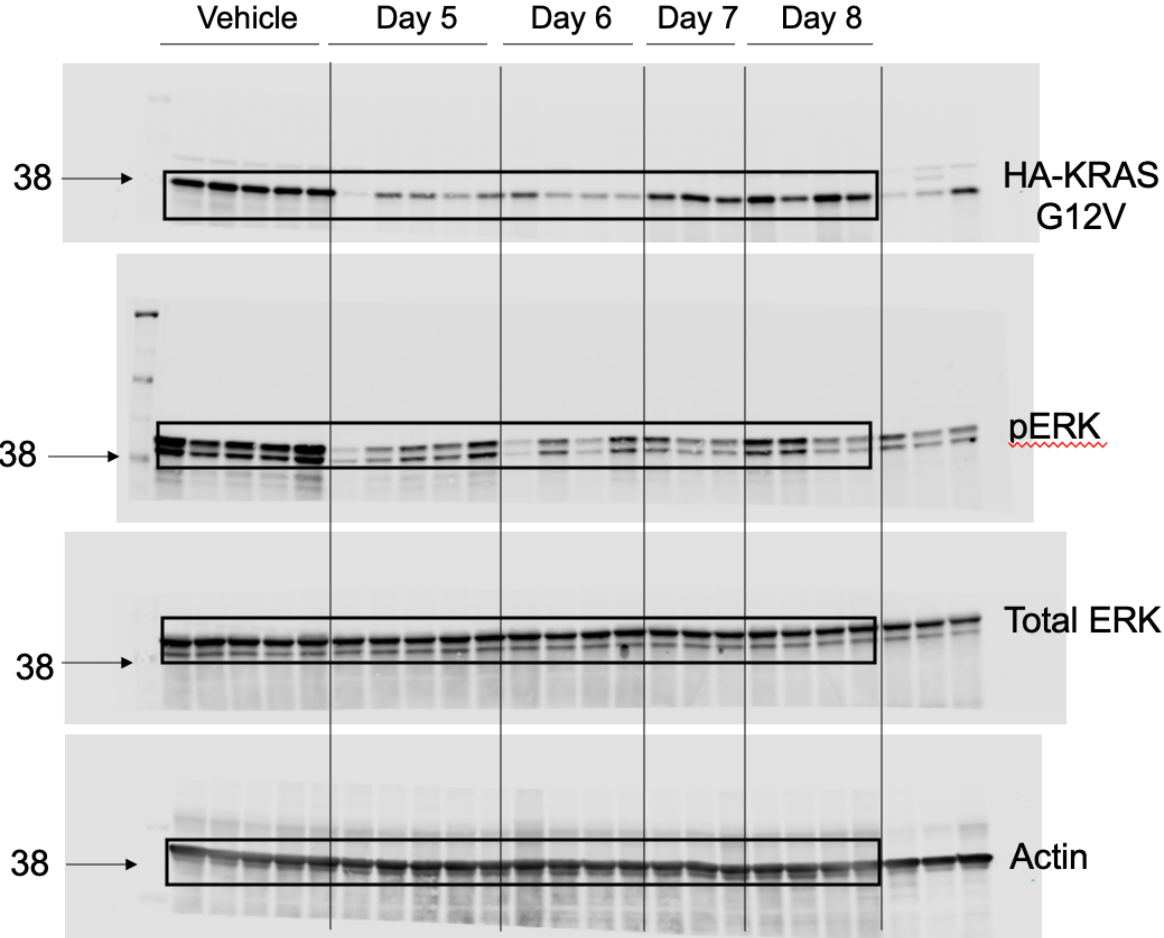 Vehicle Day 5 Day 6 Day 7 Day 8
38
HA-KRAS
G12V
38
pERK
38
Total ERK
38
Actin